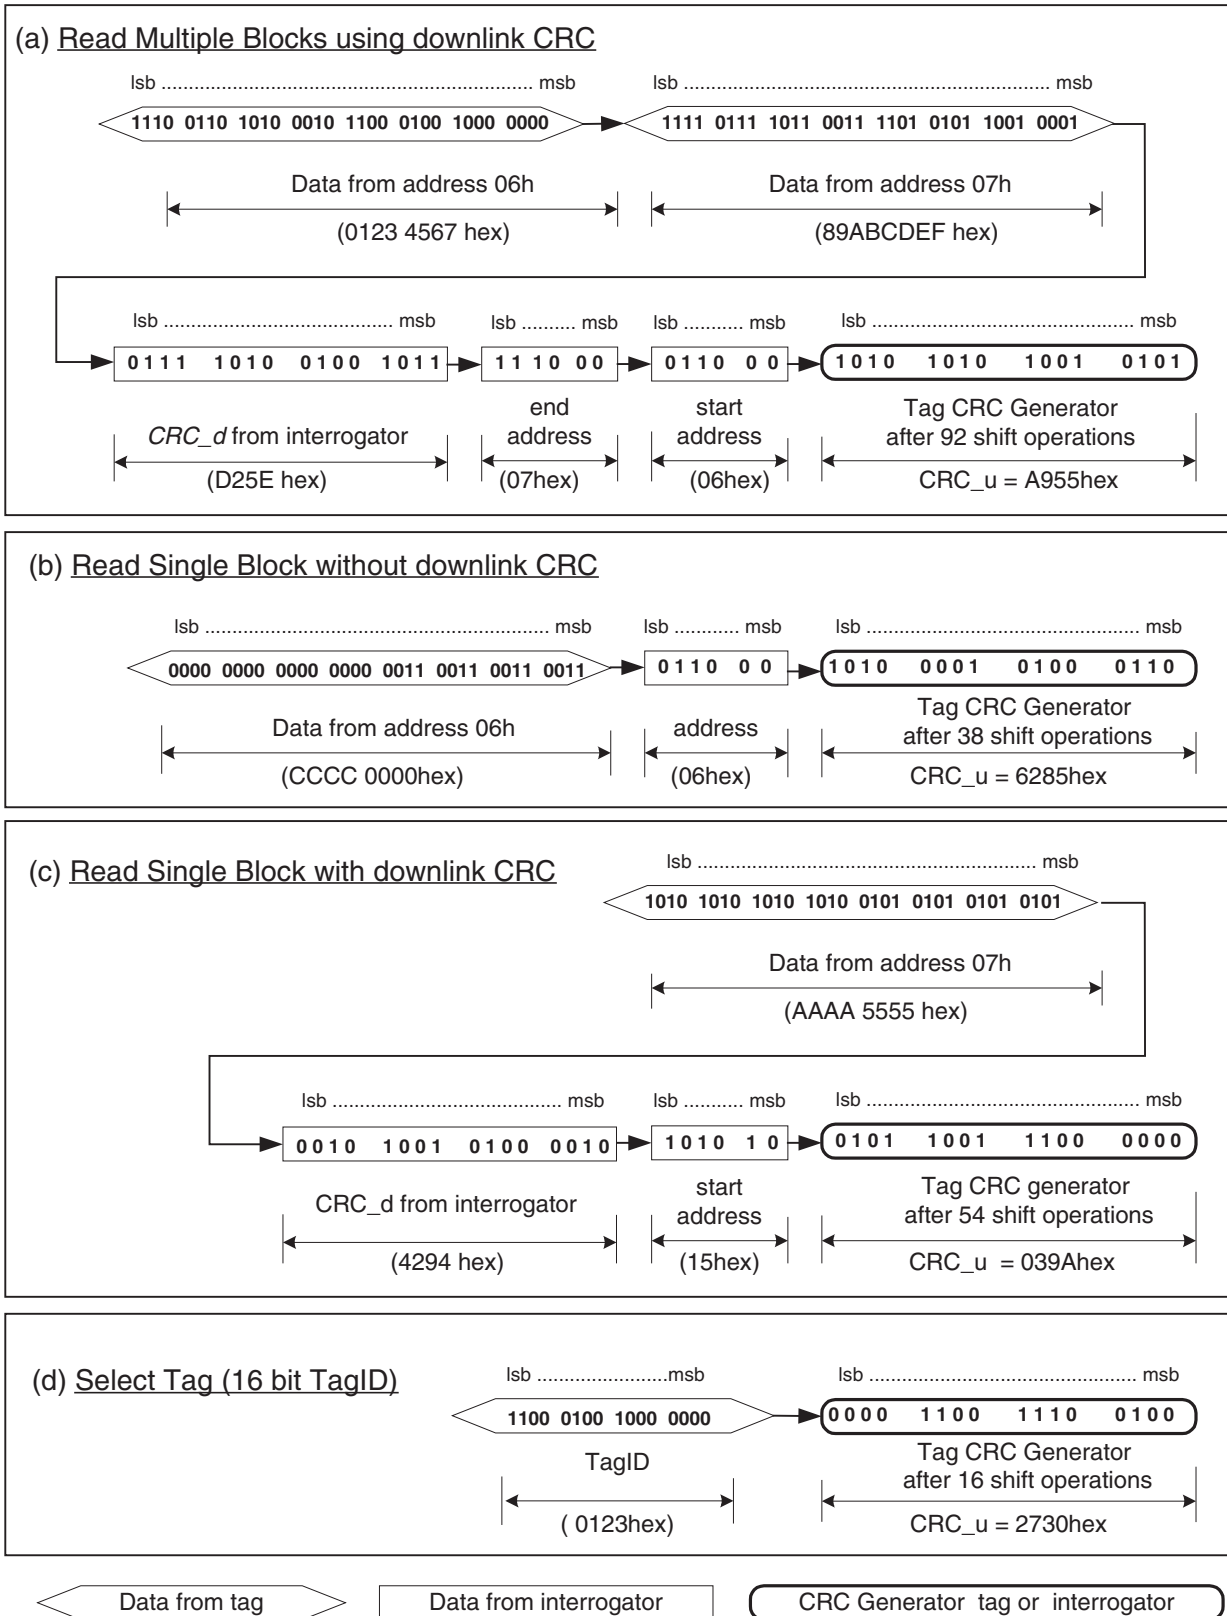 (a) Read Multiple Blocks using downlink CRC
lsb ..................................................................... msb lsb .................................................................... msb
1110 0110 1010 0010 1100 0100 1000 0000 1111 0111 1011 0011 1101 0101 1001 0001
Data from address 06h Data from address 07h
(0123 4567 hex) (89ABCDEF hex)
lsb ........................................... msb lsb .......... msb lsb ........... msb lsb ................................................. msb
0111 1010 0100 1011 11 10 00 0110 0 0 1010 1010 1001 0101
CRC_d from interrogator end address start address Tag CRC Generator after 92 shift operations
(D25E hex) (07hex) (06hex) CRC_u = A955hex
(b) Read Single Block without downlink CRC
lsb ................................................................ msb lsb ............ msb lsb ................................................... msb
0000 0000 0000 0000 0011 0011 0011 0011 0110 0 0 1010 0001 0100 0110
Data from address 06h address Tag CRC Generator after 38 shift operations
(CCCC 0000hex) (06hex) CRC_u = 6285hex
(c) Read Single Block with downlink CRC
lsb ............................................................... msb
1010 1010 1010 1010 0101 0101 0101 0101
Data from address 07h
(AAAA 5555 hex)
lsb ........................................... msb lsb ........... msb lsb ................................................... msb
0010 1001 0100 0010 1010 1 0 0101 1001 1100 0000
CRC_d from interrogator start address Tag CRC generator after 54 shift operations
(4294 hex) (15hex) CRC_u = 039Ahex
(d) Select Tag (16 bit TagID)
lsb ........................msb lsb .................................................. msb
1100 0100 1000 0000 0000 1100 1110 0100
TagID Tag CRC Generator after 16 shift operations
( 0123hex) CRC_u = 2730hex
Data from tag Data from interrogator CRC Generator tag or interrogator